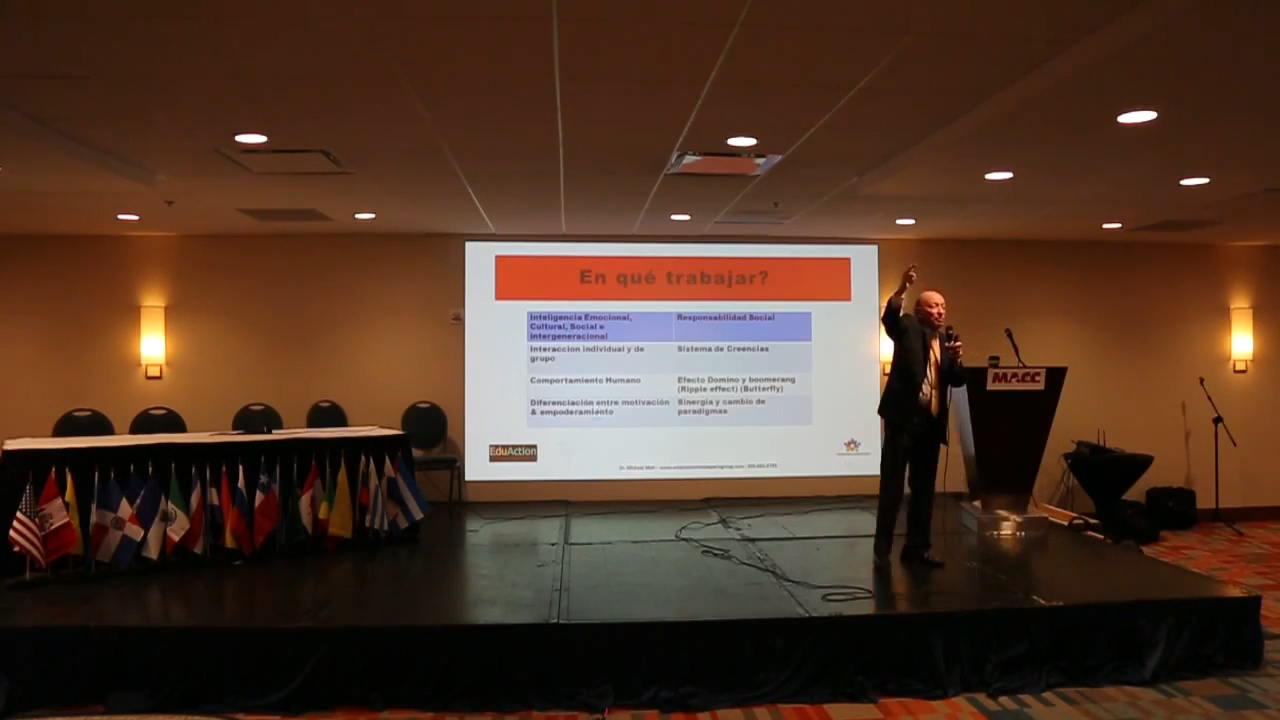 En qué trabajar?
Inteligencia Emocional,
Cultural, Social e
Intergeneracional
Responsabilidad Social
Interaccion individual y de
grupo
Sistema de Creencias
Comportamiento Humano
Efecto Domino y boomerang
(Ripple effect) (Butterfly)
Diferenciación entre motivación
& empoderamiento
Sinergia y cambio de
paradigmas
EduAction
MACC